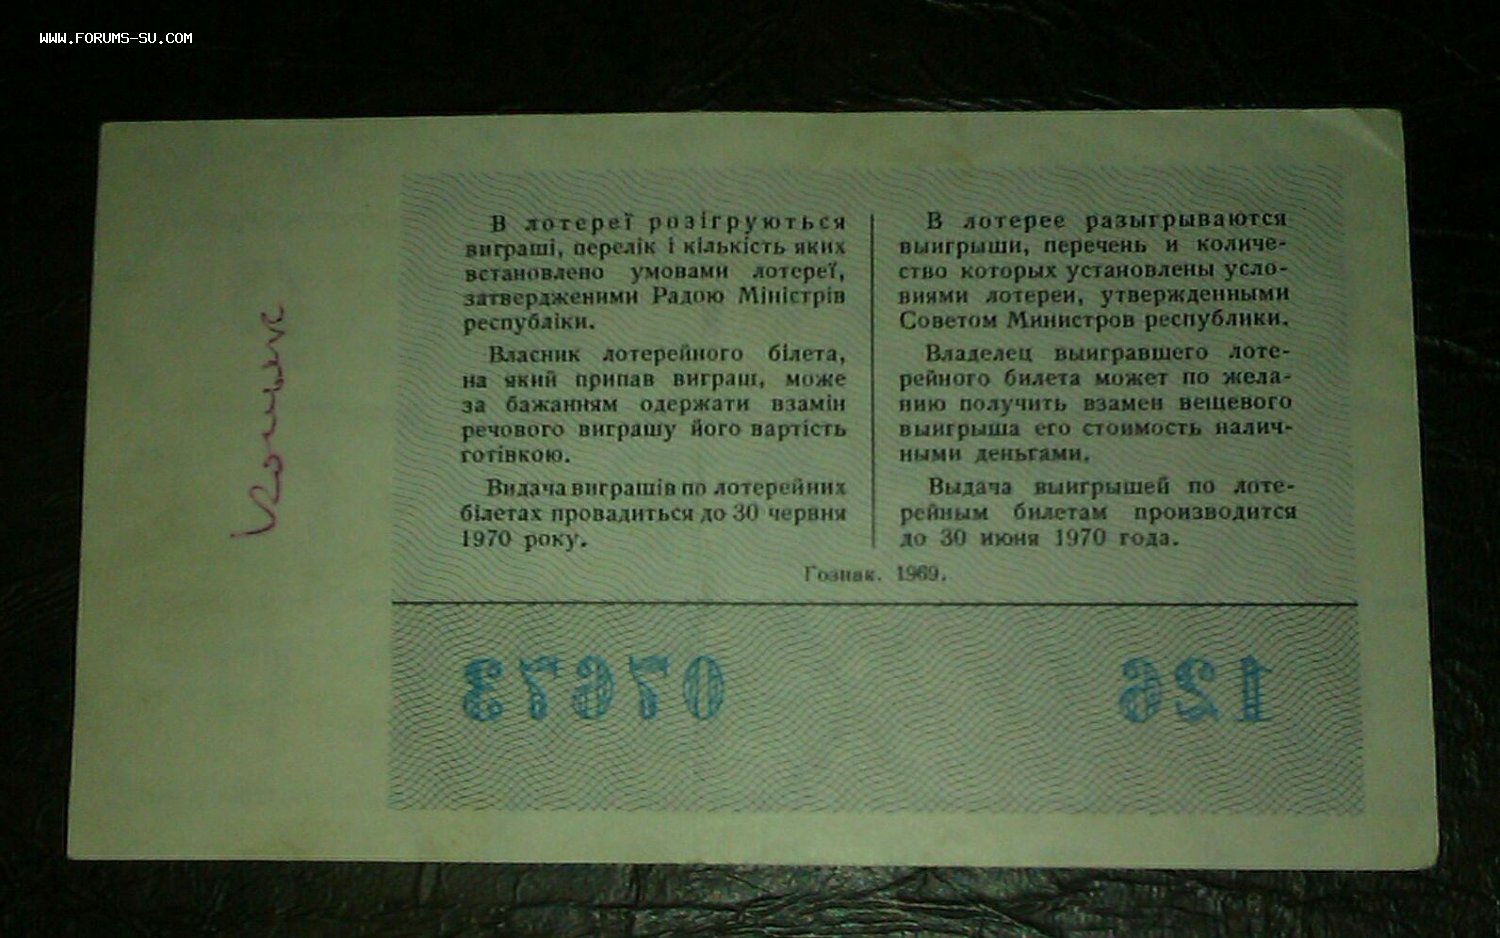 WWW.FORUMS-SU.COM
В лотереї розігруються
виграші, перелік і кількість яких
встановлено умовами лотереї,
затвердженими Радою Міністрів
республіки.
Власник лотерейного білета,
на який припав виграш, може
за бажанням одержати взамін
речового виграшу його вартість
готівкою.
Видача виграшів по лотерейних
білетах провадиться до 30 червня
1970 року.
В лотерее разыгрываются
выигрыши, перечень и количе-
ство которых установлены усло-
виями лотереи, утвержденными
Советом Министров республики.
Владелец выигравшего лоте-
рейного билета может по жела-
нию получить взамен вещевого
выигрыша его стоимость налич-
ными деньгами.
Выдача выигрышей по лоте-
рейным билетам производится
до 30 июня 1970 года.
Гознак. 1969.
07673
126